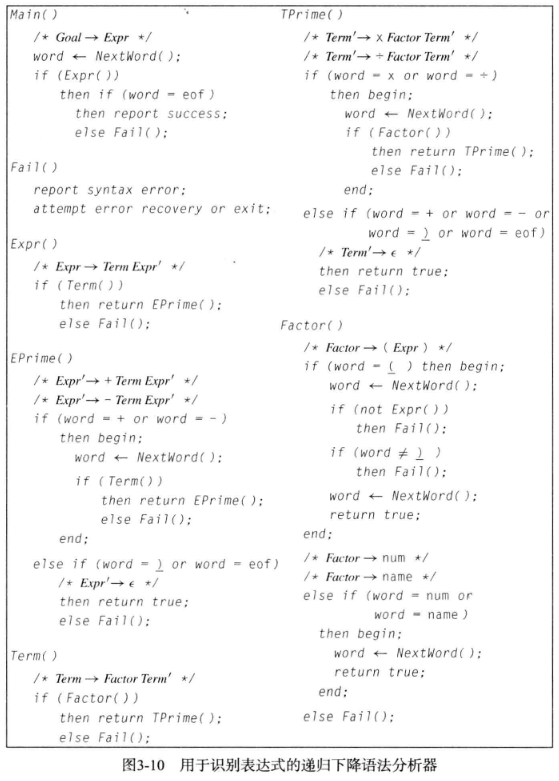 Main()
/* Goal → Expr */
word ← NextWord();
if (Expr())
then if (word = eof)
then report success;
else Fail();
Fail()
report syntax error;
attempt error recovery or exit;
Expr()
/* Expr → Term Expr′ */
if (Term())
then return EPrime();
else Fail();
EPrime()
/* Expr′ → + Term Expr′ */
/* Expr′ → - Term Expr′ */
if (word = + or word = -)
then begin;
word ← NextWord();
if (Term())
then return EPrime();
else Fail();
end;
else if (word = ) or word = eof)
/* Expr′ → ϵ */
then return true;
else Fail();
Term()
/* Term → Factor Term′ */
if (Factor())
then return TPrime();
else Fail();
TPrime()
/* Term′ → x Factor Term′ */
/* Term′ → ÷ Factor Term′ */
if (word = x or word = ÷)
then begin;
word ← NextWord();
if (Factor())
then return TPrime();
else Fail();
end;
else if (word = + or word = - or
word = ) or word = eof)
/* Term′ → ϵ */
then return true;
else Fail();
Factor()
/* Factor → ( Expr ) */
if (word = ( ) then begin;
word ← NextWord();
if (not Expr())
then Fail();
if (word ≠ ) )
then Fail();
word ← NextWord();
return true;
end;
/* Factor → num */
/* Factor → name */
else if (word = num or
word = name)
then begin;
word ← NextWord();
return true;
end;
else Fail();
图3-10 用于识别表达式的递归下降语法分析器